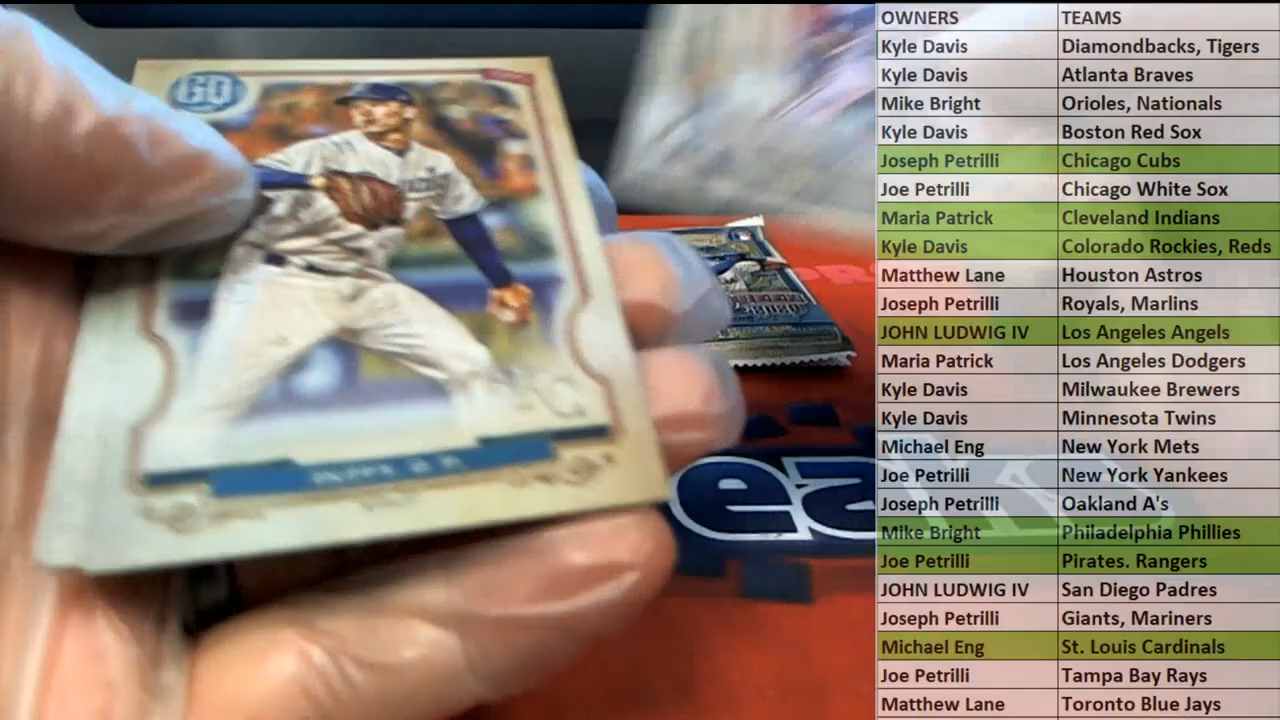 OWNERS TEAMS
Kyle Davis Diamondbacks, Tigers
Kyle Davis Atlanta Braves
Mike Bright Orioles, Nationals
Kyle Davis Boston Red Sox
Joseph Petrilli Chicago Cubs
Joe Petrilli Chicago White Sox
Maria Patrick Cleveland Indians
Kyle Davis Colorado Rockies, Reds
Matthew Lane Houston Astros
Joseph Petrilli Royals, Marlins
JOHN LUDWIG IV Los Angeles Angels
Maria Patrick Los Angeles Dodgers
Kyle Davis Milwaukee Brewers
Kyle Davis Minnesota Twins
Michael Eng New York Mets
Joe Petrilli New York Yankees
Joseph Petrilli Oakland A's
Mike Bright Philadelphia Phillies
Joe Petrilli Pirates. Rangers
JOHN LUDWIG IV San Diego Padres
Joseph Petrilli Giants, Mariners
Michael Eng St. Louis Cardinals
Joe Petrilli Tampa Bay Rays
Matthew Lane Toronto Blue Jays
GQ
KC